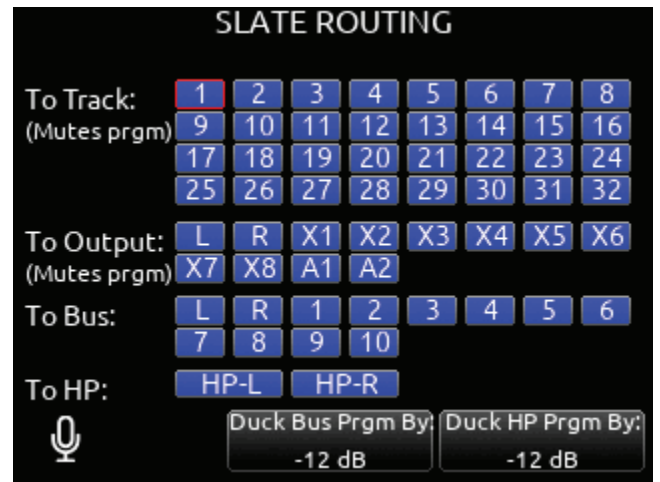 SLATE ROUTING
To Track: 1 2 3 4 5 6 7 8
(Mutes prgm) 9 10 11 12 13 14 15 16
17 18 19 20 21 22 23 24
25 26 27 28 29 30 31 32
To Output: L R X1 X2 X3 X4 X5 X6
(Mutes prgm) X7 X8 A1 A2
To Bus: L R 1 2 3 4 5 6
7 8 9 10
To HP: HP-L HP-R
Duck Bus Prgm By: Duck HP Prgm By:
-12 dB -12 dB